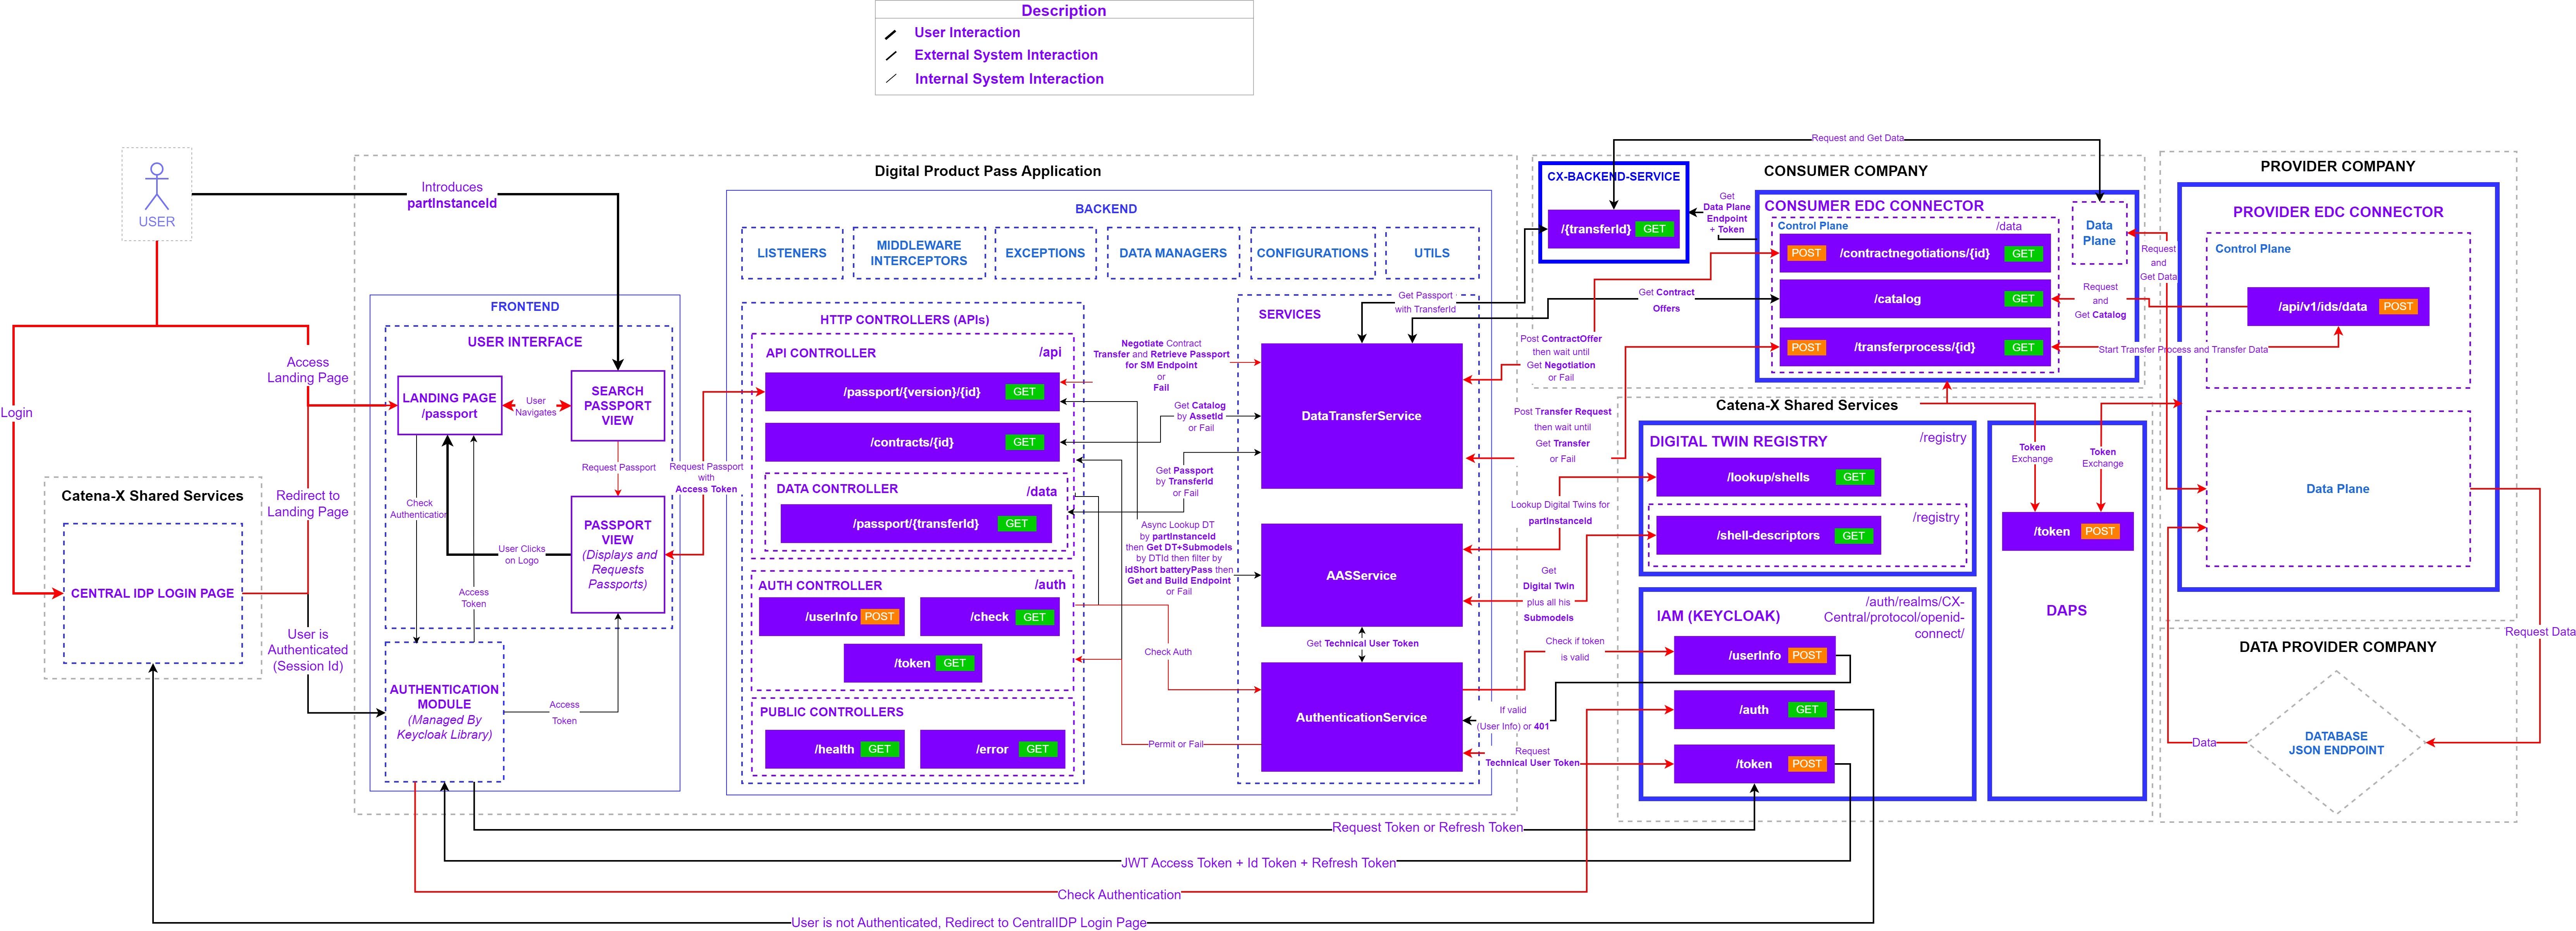 Description
User Interaction
External System Interaction
Internal System Interaction
USER
Introduces
partInstanceId
Login
Access
Landing Page
Redirect to
Landing Page
User is
Authenticated
(Session Id)
Catena-X Shared Services
CENTRAL IDP LOGIN PAGE
Digital Product Pass Application
FRONTEND
USER INTERFACE
LANDING PAGE
/passport
User
Navigates
SEARCH
PASSPORT
VIEW
Request Passport
Check
Authentication
User Clicks
on Logo
Access
Token
PASSPORT
VIEW
(Displays and
Requests
Passports)
AUTHENTICATION
MODULE
(Managed By
Keycloak Library)
Access
Token
Request Passport
with
Access Token
BACKEND
LISTENERS
MIDDLEWARE
INTERCEPTORS
EXCEPTIONS
DATA MANAGERS
CONFIGURATIONS
UTILS
HTTP CONTROLLERS (APIs)
API CONTROLLER
/api
/passport/{version}/{id}
GET
/contracts/{id}
GET
DATA CONTROLLER
/data
/passport/{transferId}
GET
AUTH CONTROLLER
/auth
/userInfo
POST
/check
GET
/token
GET
PUBLIC CONTROLLERS
/health
GET
/error
GET
Negotiate Contract
Transfer and Retrieve Passport
for SM Endpoint
or
Fail
Get Catalog
by AssetId
or Fail
Get Passport
by TransferId
or Fail
Async Lookup DT
by partInstanceId
then Get DT+Submodels
by DTId then filter by
idShort batteryPass then
Get and Build Endpoint
or Fail
Check Auth
Permit or Fail
SERVICES
Get Passport
with TransferId
DataTransferService
AASService
Get Technical User Token
AuthenticationService
Get Contract
Offers
Post ContractOffer
then wait until
Get Negotiation
or Fail
Post Transfer Request
then wait until
Get Transfer
or Fail
Lookup Digital Twins for
partInstanceId
Get
Digital Twin
plus all his
Submodels
Check if token
is valid
If valid
(User Info) or 401
Request
Technical User Token
Request and Get Data
CX-BACKEND-SERVICE
/{transferId}
GET
Get
Data Plane
Endpoint
+ Token
CONSUMER COMPANY
CONSUMER EDC CONNECTOR
Control Plane
/data
POST
/contractnegotiations/{id}
GET
/catalog
GET
POST
/transferprocess/{id}
GET
Data
Plane
Request
and
Get Data
Request
and
Get Catalog
Start Transfer Process and Transfer Data
PROVIDER COMPANY
PROVIDER EDC CONNECTOR
Control Plane
/api/v1/ids/data
POST
Data Plane
Catena-X Shared Services
DIGITAL TWIN REGISTRY
/registry
/lookup/shells
GET
/registry
/shell-descriptors
GET
IAM (KEYCLOAK)
/auth/realms/CX-
Central/protocol/openid-
connect/
/userInfo
POST
/auth
GET
/token
POST
Token
Exchange
Token
Exchange
/token
POST
DAPS
DATA PROVIDER COMPANY
DATABASE
JSON ENDPOINT
Data
Request Data
Request Token or Refresh Token
JWT Access Token + Id Token + Refresh Token
Check Authentication
User is not Authenticated, Redirect to CentralIDP Login Page